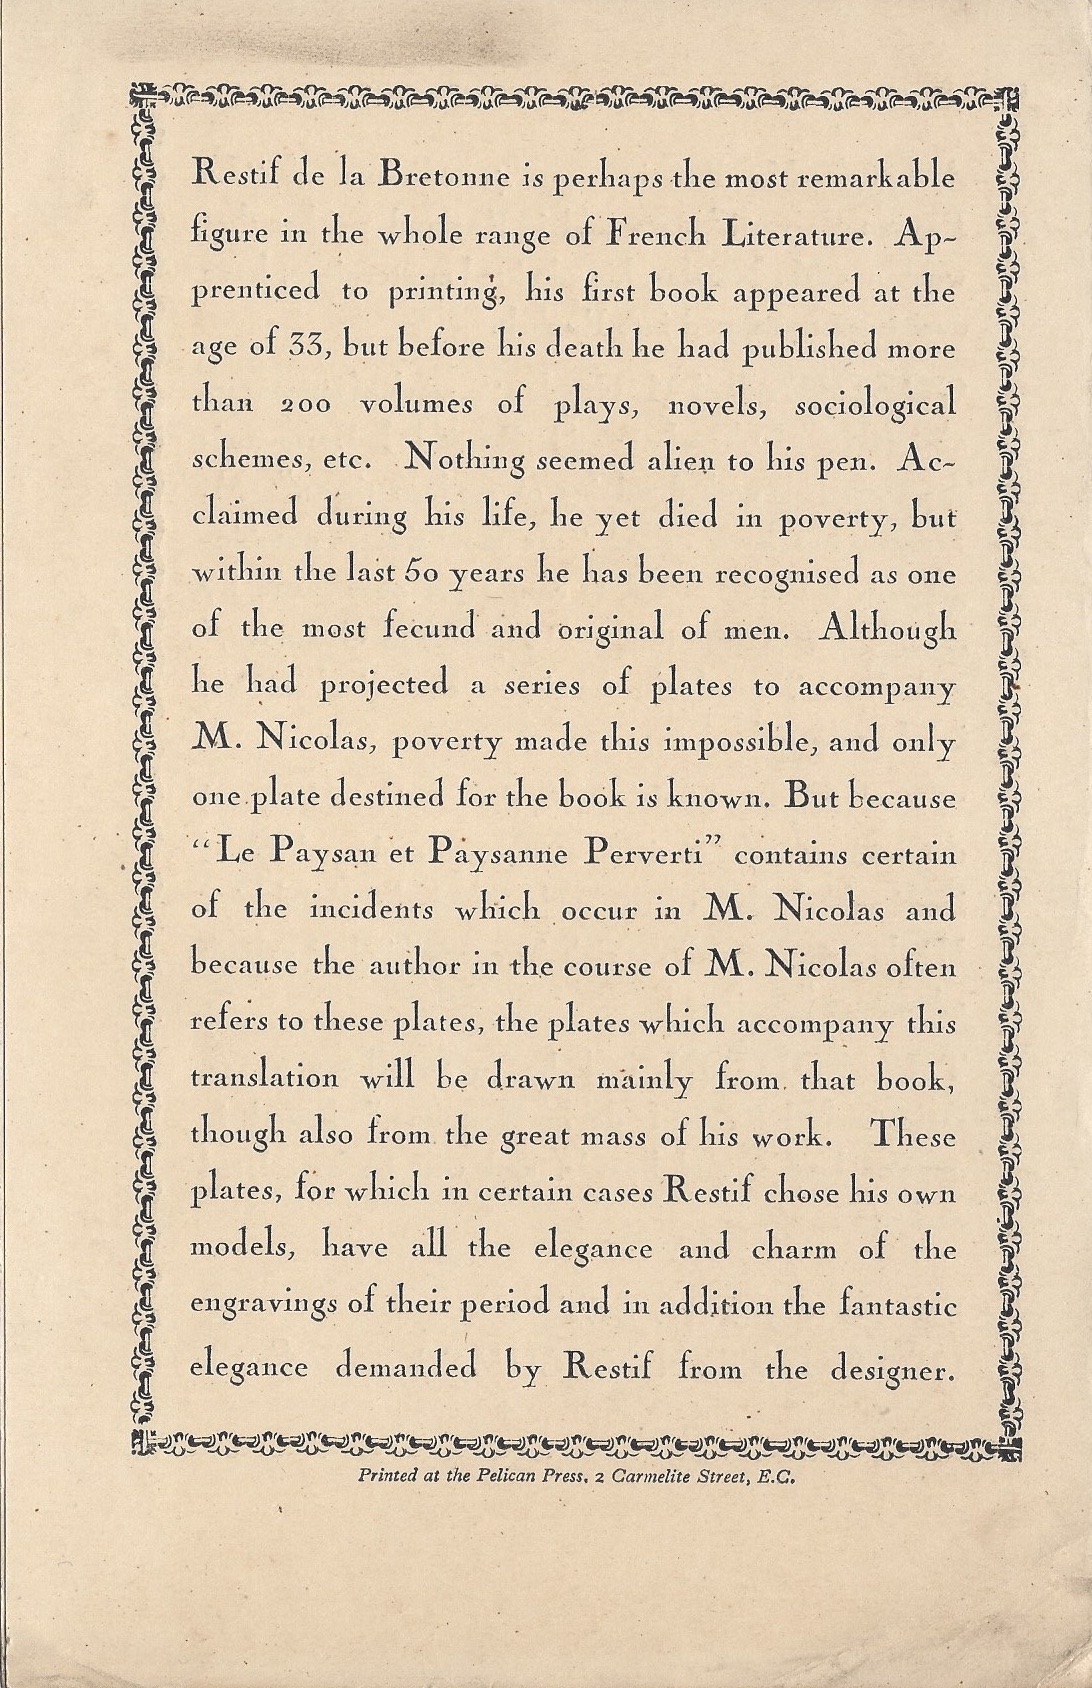 Restif de la Bretonne is perhaps the most remarkable
figure in the whole range of French Literature. Ap-
prenticed to printing, his first book appeared at the
age of 33, but before his death he had published more
than 200 volumes of plays, novels, sociological
schemes, etc. Nothing seemed alien to his pen. Ac-
claimed during his life, he yet died in poverty, but
within the last 50 years he has been recognised as one
of the most fecund and original of men. Although
he had projected a series of plates to accompany
M. Nicolas, poverty made this impossible, and only
one plate destined for the book is known. But because
“Le Paysan et Paysanne Perverti” contains certain
of the incidents which occur in M. Nicolas and
because the author in the course of M. Nicolas often
refers to these plates, the plates which accompany this
translation will be drawn mainly from that book,
though also from the great mass of his work. These
plates, for which in certain cases Restif chose his own
models, have all the elegance and charm of the
engravings of their period and in addition the fantastic
elegance demanded by Restif from the designer.
Printed at the Pelican Press, 2 Carmelite Street, E.C.